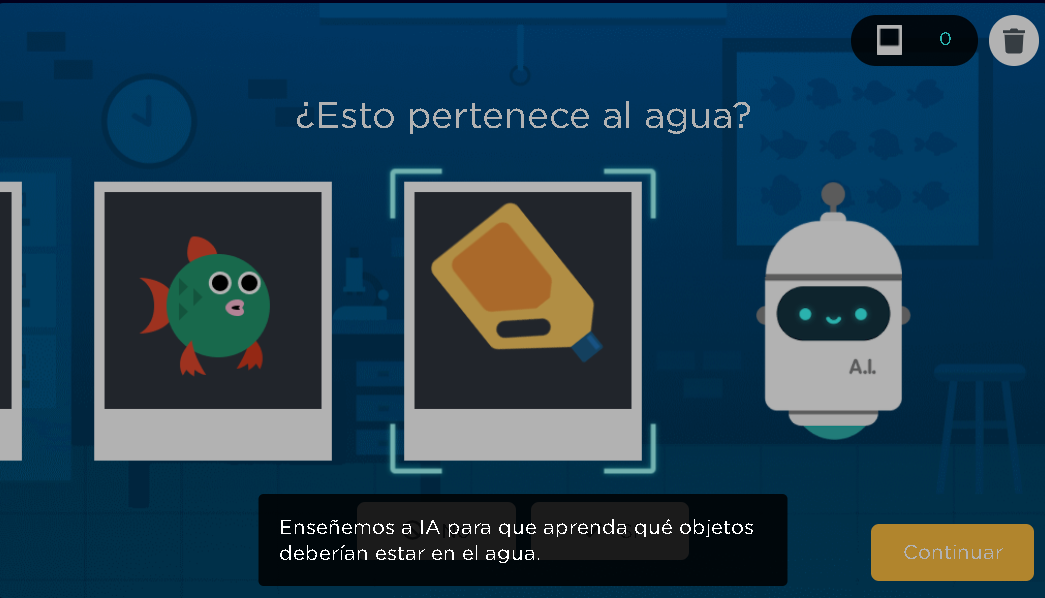 0
¿Esto pertenece al agua?
A.I.
Enseñemos a IA para que aprenda qué objetos
deberían estar en el agua.
Continuar